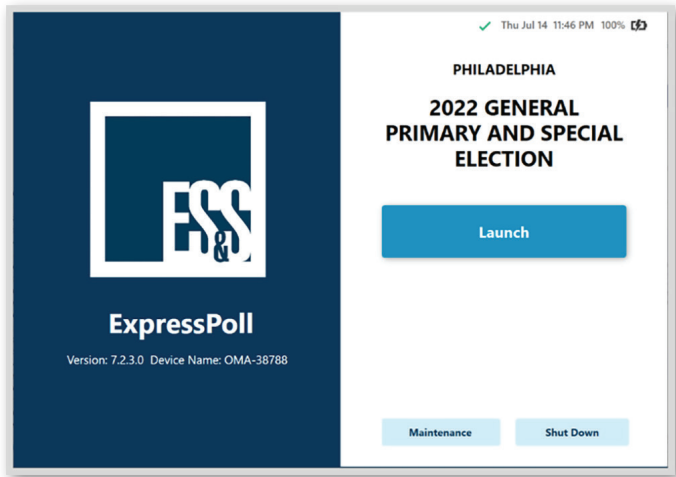 Thu Jul 14 11:46 PM 100%
PHILADELPHIA
2022 GENERAL
PRIMARY AND SPECIAL
ELECTION
Launch
ES&S
ExpressPoll
Version: 7.2.3.0 Device Name: OMA-38788
Maintenance
Shut Down